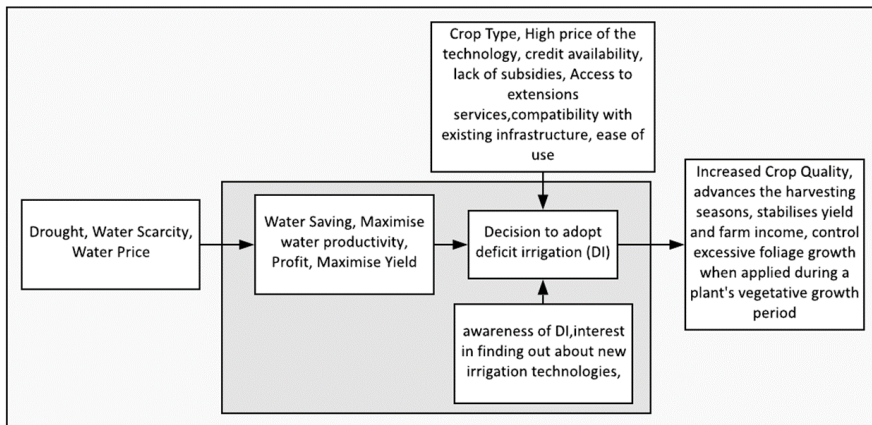 Crop Type, High price of the
technology, credit availability,
lack of subsidies, Access to
extensions
services,compatibility with
existing infrastructure, ease of
use
Drought, Water Scarcity,
Water Price
Water Saving, Maximise
water productivity,
Profit, Maximise Yield
Decision to adopt
deficit irrigation (DI)
Increased Crop Quality,
advances the harvesting
seasons, stabilises yield
and farm income, control
excessive foliage growth
when applied during a
plant's vegetative growth
period
awareness of DI,interest
in finding out about new
irrigation technologies,